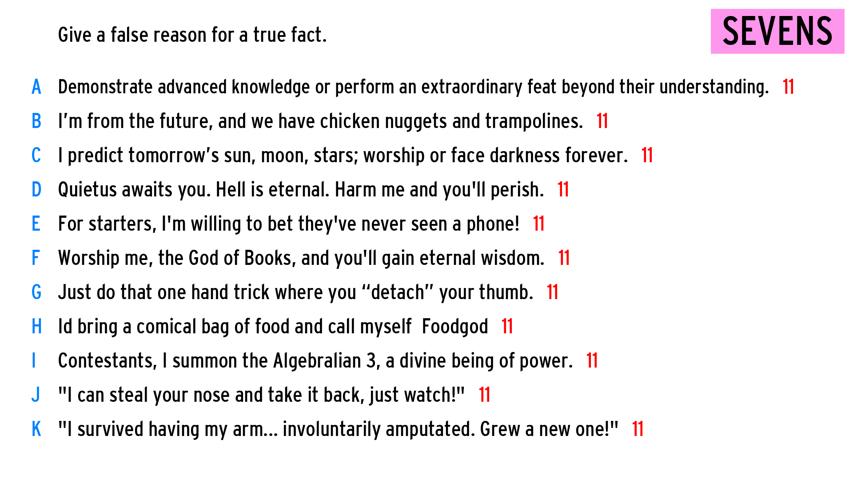 Give a false reason for a true fact.
SEVENS
A Demonstrate advanced knowledge or perform an extraordinary feat beyond their understanding. 11
B I'm from the future, and we have chicken nuggets and trampolines. 11
C I predict tomorrow's sun, moon, stars; worship or face darkness forever. 11
D Quietus awaits you. Hell is eternal. Harm me and you'll perish. 11
E For starters, I'm willing to bet they've never seen a phone! 11
F Worship me, the God of Books, and you'll gain eternal wisdom. 11
G Just do that one hand trick where you “detach” your thumb. 11
H Id bring a comical bag of food and call myself  Foodgod 11
I Contestants, I summon the Algebralian 3, a divine being of power. 11
J "I can steal your nose and take it back, just watch!" 11
K "I survived having my arm... involuntarily amputated. Grew a new one!" 11